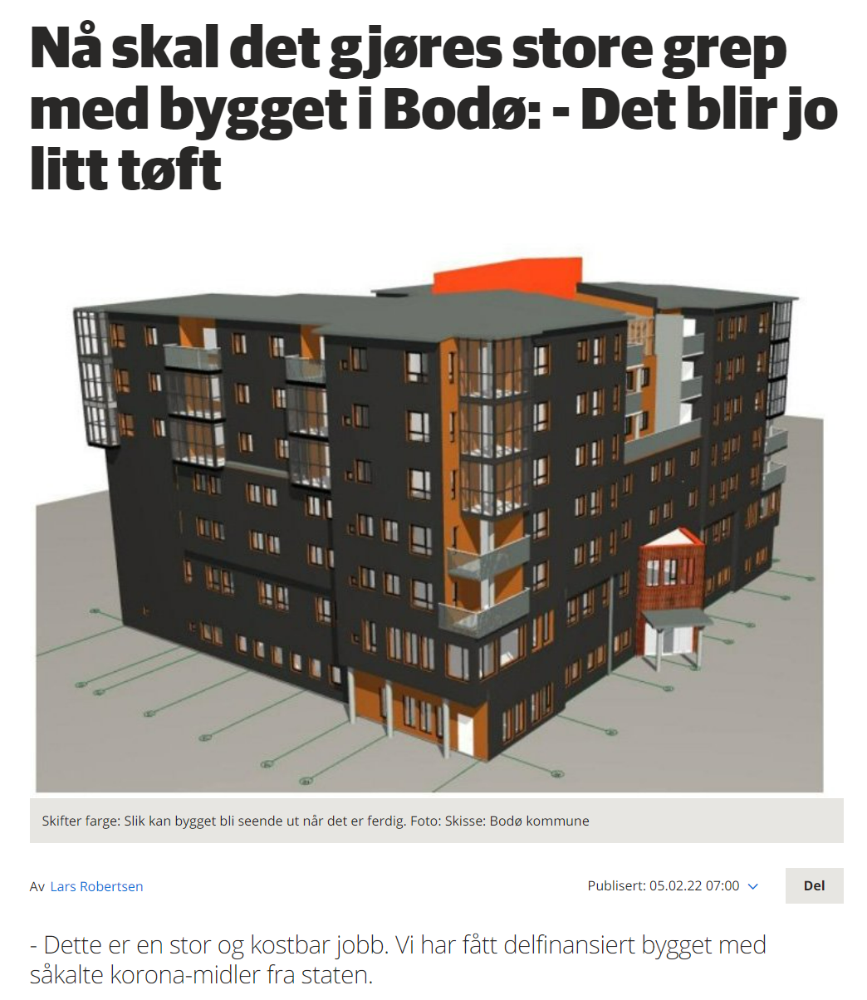 Nå skal det gjøres store grep
med bygget i Bodø: - Det blir jo
litt tøft
Skifter farge: Slik kan bygget bli seende ut når det er ferdig. Foto: Skisse: Bodø kommune
Av Lars Robertsen
Publisert: 05.02.22 07:00
Del
- Dette er en stor og kostbar jobb. Vi har fått delfinansiert bygget med
såkalte korona-midler fra staten.